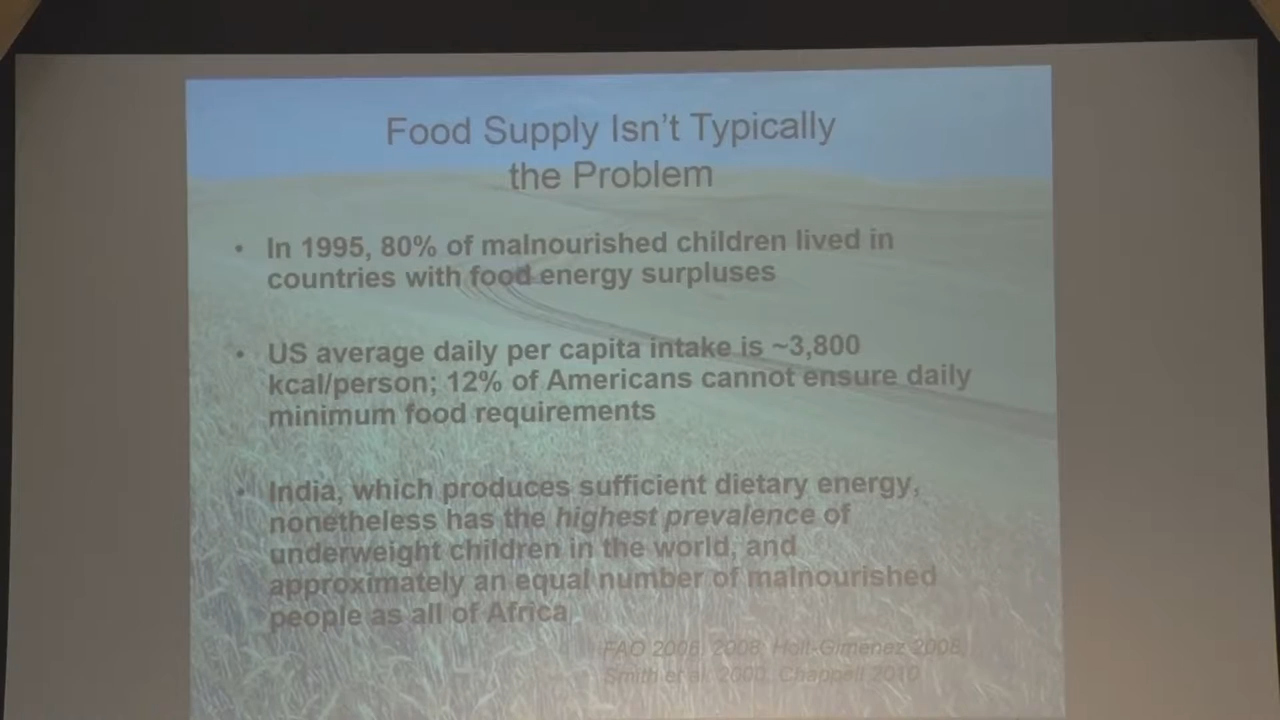 Food Supply Isn't Typically
the Problem
• In 1995, 80% of malnourished children lived in
countries with food energy surpluses
• US average daily per capita intake is ~3,800
kcal/person; 12% of Americans cannot ensure daily
minimum food requirements
• India, which produces sufficient dietary energy,
nonetheless has the highest prevalence of
underweight children in the world, and
approximately an equal number of malnourished
people as all of Africa
FAO 2006, 2008; Holt-Gimenez 2008,
Smith et al. 2000, Chappell 2010